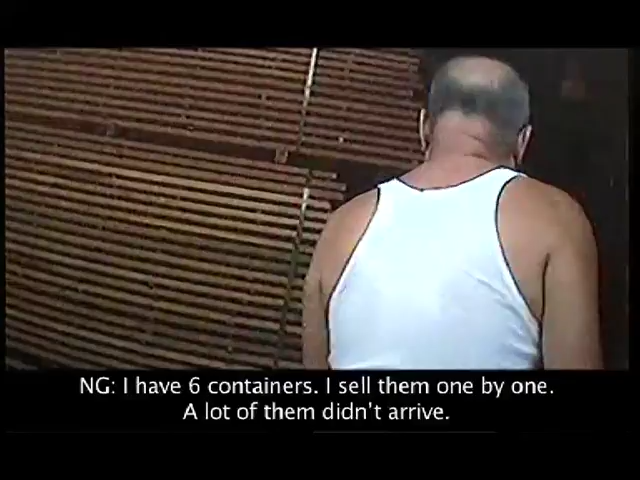 NG: I have 6 containers. I sell them one by one.
A lot of them didn't arrive.